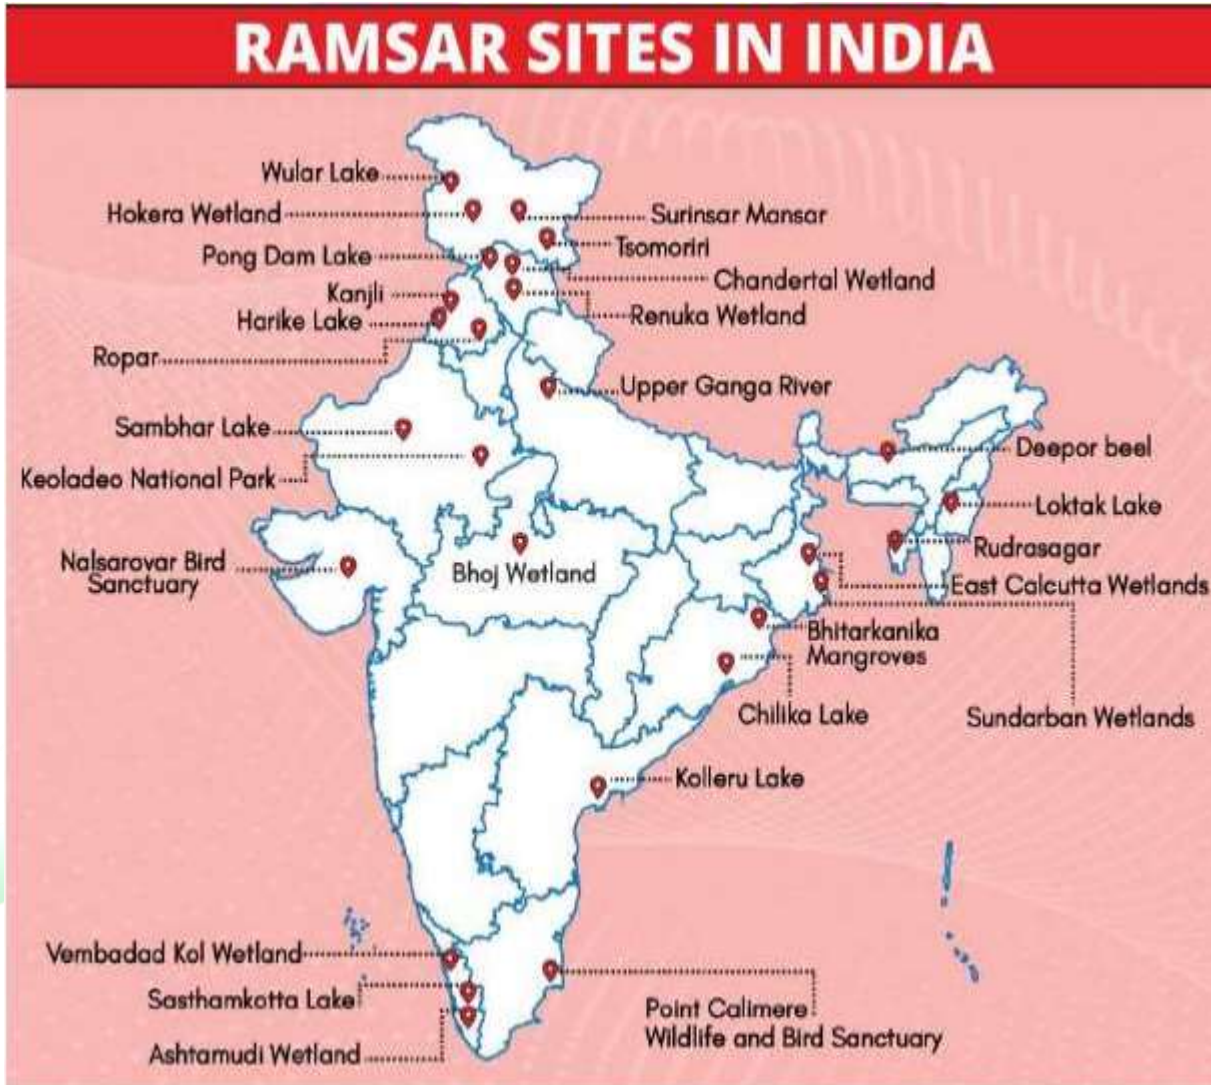 RAMSAR SITES IN INDIA
Wular Lake
Hokera Wetland
Surinsar Mansar
Tsomoriri
Pong Dam Lake
Chandertal Wetland
Kanjli
Renuka Wetland
Harike Lake
Ropar
Upper Ganga River
Sambhar Lake
Deepor beel
Keoladeo National Park
Loktak Lake
Rudrasagar
Nalsarovar Bird
Sanctuary
Bhoj Wetland
East Calcutta Wetlands
Bhitarkanika
Mangroves
Chilika Lake
Sundarban Wetlands
Kolleru Lake
Vembadad Kol Wetland
Sasthamkotta Lake
Point Calimere
Wildlife and Bird Sanctuary
Ashtamudi Wetland